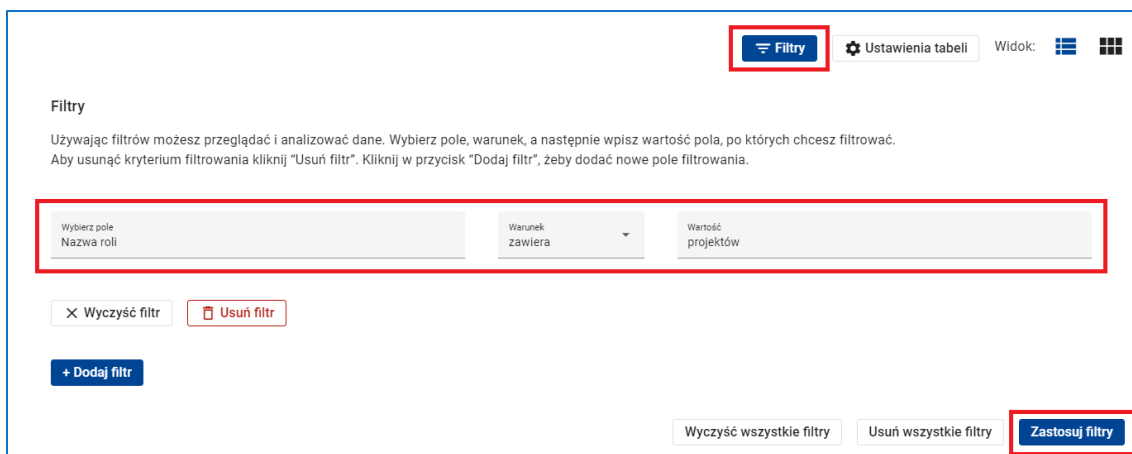 Filtry
Ustawienia tabeli
Widok:
Filtry
Używając filtrów możesz przeglądać i analizować dane. Wybierz pole, warunek, a następnie wpisz wartość pola, po których chcesz filtrować.
Aby usunąć kryterium filtrowania kliknij "Usuń filtr". Kliknij w przycisk "Dodaj filtr", żeby dodać nowe pole filtrowania.
Wybierz pole
Nazwa roli
Warunek
zawiera
Wartość
projektów
Wyczyść filtr
Usuń filtr
+ Dodaj filtr
Wyczyść wszystkie filtry
Usuń wszystkie filtry
Zastosuj filtry